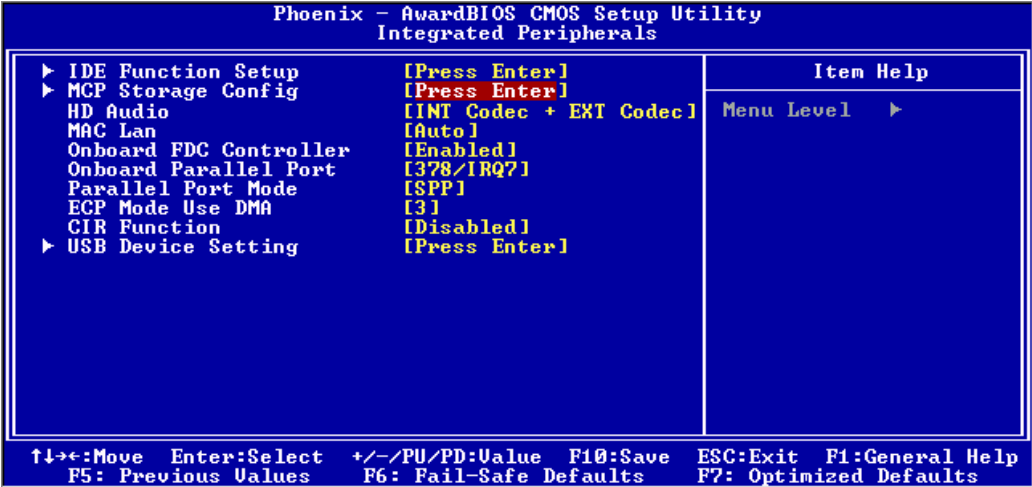 Phoenix - AwardBIOS CMOS Setup Utility
Integrated Peripherals
IDE Function Setup [Press Enter]
MCP Storage Config [Press Enter]
HD Audio [INT Codec + EXT Codec]
MAC Lan [Auto]
Onboard FDC Controller [Enabled]
Onboard Parallel Port [378/IRQ7]
Parallel Port Mode [SPP]
ECP Mode Use DMA [3]
CIR Function [Disabled]
USB Device Setting [Press Enter]
Item Help
Menu Level
↑↓→←:Move Enter:Select +/-/PU/PD:Value F10:Save ESC:Exit F1:General Help
F5: Previous Values F6: Fail-Safe Defaults F7: Optimized Defaults